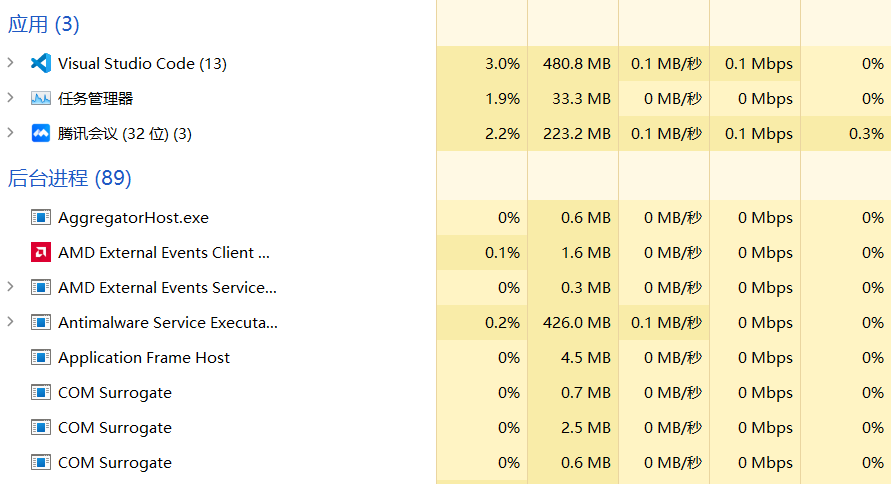 应用 (3)
Visual Studio Code (13) 3.0% 480.8 MB 0.1 MB/秒 0.1 Mbps 0%
任务管理器 1.9% 33.3 MB 0 MB/秒 0 Mbps 0%
腾讯会议 (32 位) (3) 2.2% 223.2 MB 0.1 MB/秒 0.1 Mbps 0.3%
后台进程 (89)
AggregatorHost.exe 0% 0.6 MB 0 MB/秒 0 Mbps 0%
AMD External Events Client ... 0.1% 1.6 MB 0 MB/秒 0 Mbps 0%
AMD External Events Service... 0% 0.3 MB 0 MB/秒 0 Mbps 0%
Antimalware Service Executa... 0.2% 426.0 MB 0.1 MB/秒 0 Mbps 0%
Application Frame Host 0% 4.5 MB 0 MB/秒 0 Mbps 0%
COM Surrogate 0% 0.7 MB 0 MB/秒 0 Mbps 0%
COM Surrogate 0% 2.5 MB 0 MB/秒 0 Mbps 0%
COM Surrogate 0% 0.6 MB 0 MB/秒 0 Mbps 0%